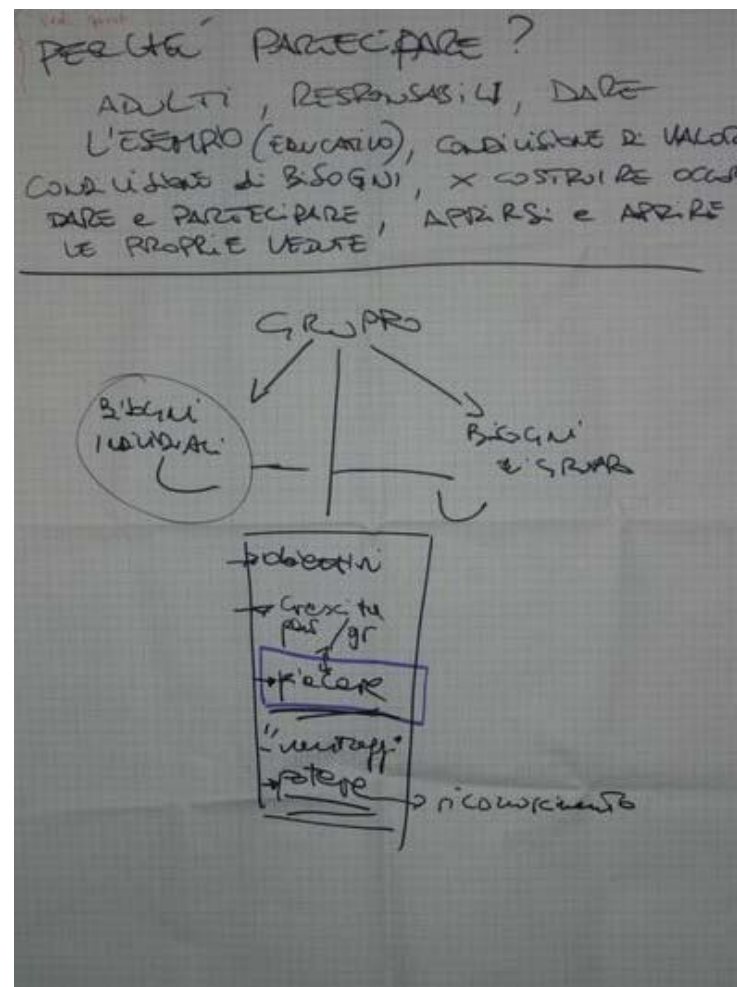 PERCHÉ PARTECIPARE ?
ADULTI, RESPONSABILI, DARE
L'ESEMPIO (EDUCATIVO), CONDIVISIONE DI VALORI
CONDIVISIONE di BISOGNI, X COSTRUIRE OCCOR
DARE e PARTECIPARE, APRIRSI e APRIRE
LE PROPRIE VEDUTE
GRUPPO
BISOGNI
INDIVIDUALI
BISOGNI
di GRUPPO
obiettivi
crescita
pers / gr
piacere
"vantaggi"
potere → riconoscimento